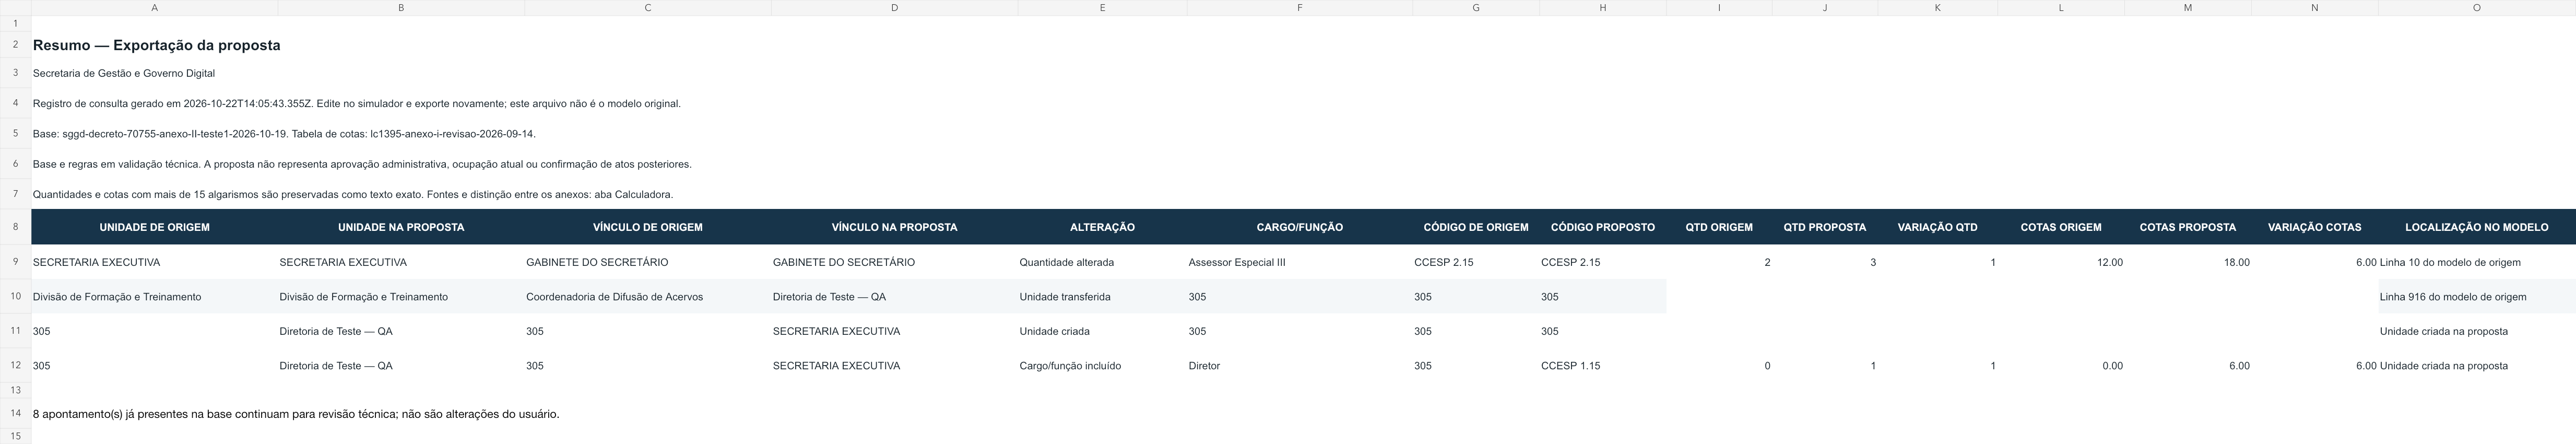 A B C D E F G H I J K L M N O
1
2 Resumo — Exportação da proposta
3 Secretaria de Gestão e Governo Digital
4 Registro de consulta gerado em 2026-10-22T14:05:43.355Z. Edite no simulador e exporte novamente; este arquivo não é o modelo original.
5 Base: sggd-decreto-70755-anexo-II-teste1-2026-10-19. Tabela de cotas: lc1395-anexo-i-revisao-2026-09-14.
6 Base e regras em validação técnica. A proposta não representa aprovação administrativa, ocupação atual ou confirmação de atos posteriores.
7 Quantidades e cotas com mais de 15 algarismos são preservadas como texto exato. Fontes e distinção entre os anexos: aba Calculadora.
8 UNIDADE DE ORIGEM UNIDADE NA PROPOSTA VÍNCULO DE ORIGEM VÍNCULO NA PROPOSTA ALTERAÇÃO CARGO/FUNÇÃO CÓDIGO DE ORIGEM CÓDIGO PROPOSTO QTD ORIGEM QTD PROPOSTA VARIAÇÃO QTD COTAS ORIGEM COTAS PROPOSTA VARIAÇÃO COTAS LOCALIZAÇÃO NO MODELO
9 SECRETARIA EXECUTIVA SECRETARIA EXECUTIVA GABINETE DO SECRETÁRIO GABINETE DO SECRETÁRIO Quantidade alterada Assessor Especial III CCESP 2.15 CCESP 2.15 2 3 1 12.00 18.00 6.00 Linha 10 do modelo de origem
10 Divisão de Formação e Treinamento Divisão de Formação e Treinamento Coordenadoria de Difusão de Acervos Diretoria de Teste — QA Unidade transferida 305 305 305 Linha 916 do modelo de origem
11 305 Diretoria de Teste — QA 305 SECRETARIA EXECUTIVA Unidade criada 305 305 305 Unidade criada na proposta
12 305 Diretoria de Teste — QA 305 SECRETARIA EXECUTIVA Cargo/função incluído Diretor 305 CCESP 1.15 0 1 1 0.00 6.00 6.00 Unidade criada na proposta
13
14 8 apontamento(s) já presentes na base continuam para revisão técnica; não são alterações do usuário.
15